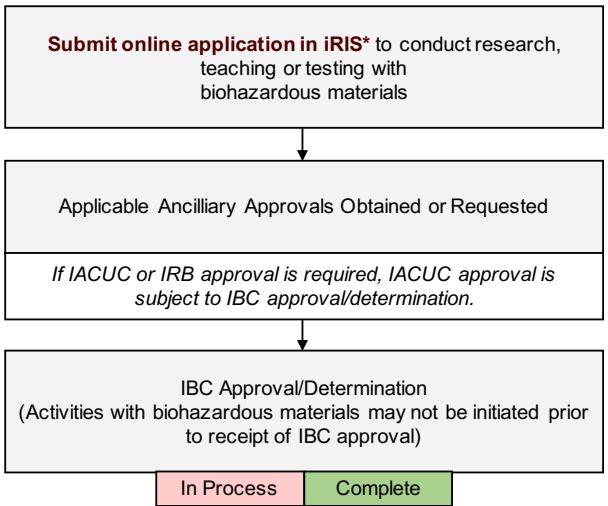 Submit online application in iRIS* to conduct research,
teaching or testing with
biohazardous materials
Applicable Ancilliary Approvals Obtained or Requested
If IACUC or IRB approval is required, IACUC approval is
subject to IBC approval/determination.
IBC Approval/Determination
(Activities with biohazardous materials may not be initiated prior
to receipt of IBC approval)
In Process
Complete